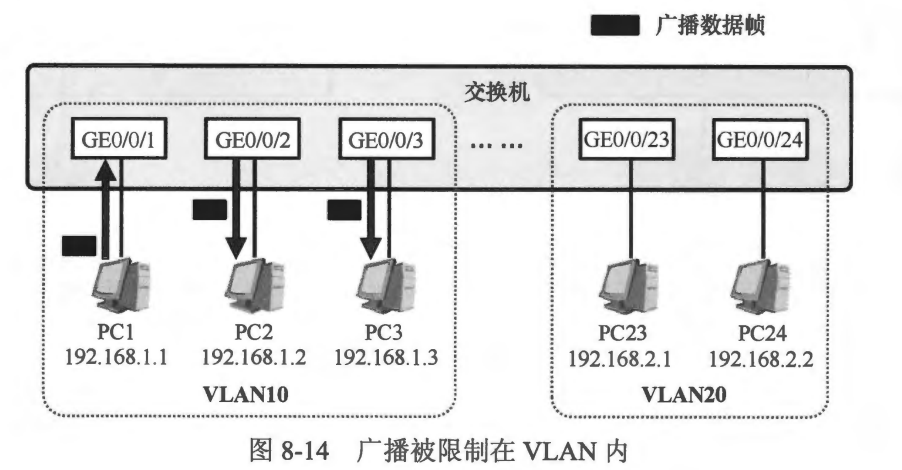 广播数据帧
交换机
GE0/0/1 GE0/0/2 GE0/0/3 ... ... GE0/0/23 GE0/0/24
PC1 PC2 PC3 PC23 PC24
192.168.1.1 192.168.1.2 192.168.1.3 192.168.2.1 192.168.2.2
VLAN10 VLAN20
图 8-14 广播被限制在 VLAN 内